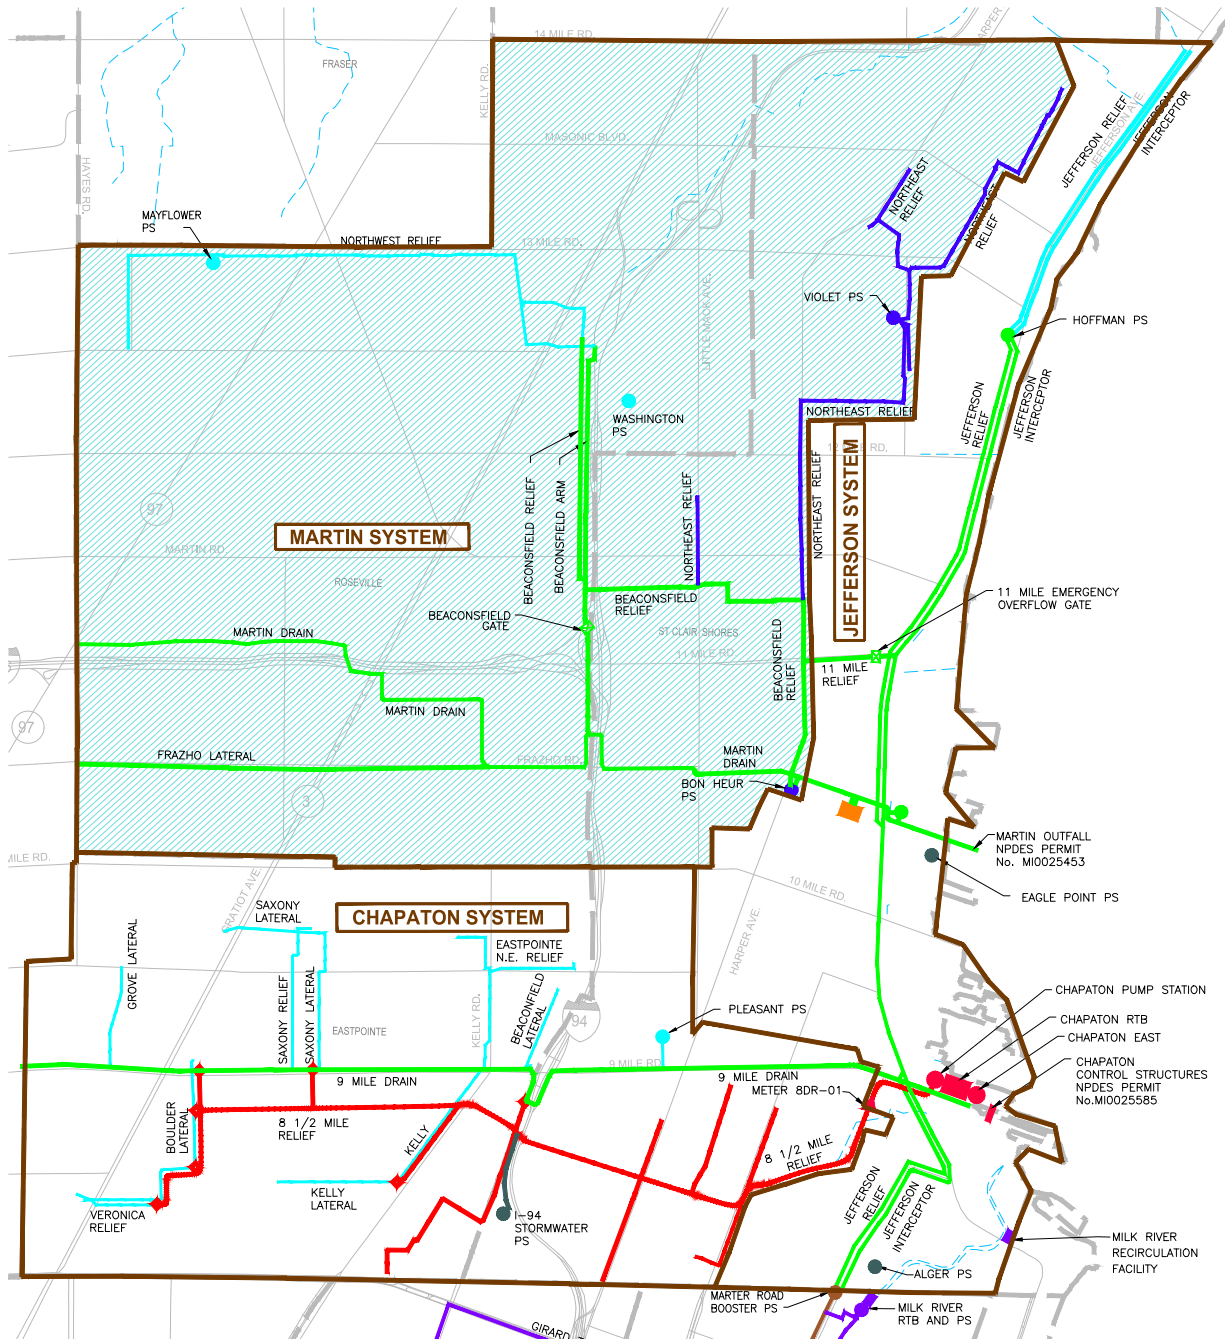 14 MILE RD.
FRASER
KELLY RD.
MASONIC BLVD.
HAYES RD.
JEFFERSON RELIEF
JEFFERSON AVE.
JEFFERSON
INTERCEPTOR
NORTHEAST
RELIEF
NORTHEAST
RELIEF
MAYFLOWER
PS
NORTHWEST RELIEF
13 MILE RD.
LITTLE MACK AVE.
VIOLET PS
HOFFMAN PS
WASHINGTON
PS
NORTHEAST RELIEF
JEFFERSON
RELIEF
JEFFERSON
INTERCEPTOR
RD.
97
MARTIN SYSTEM
BEACONSFIELD RELIEF
BEACONSFIELD ARM
NORTHEAST RELIEF
NORTHEAST RELIEF
JEFFERSON SYSTEM
MARTIN RD.
ROSEVILLE
BEACONSFIELD
GATE
BEACONSFIELD
RELIEF
11 MILE EMERGENCY
OVERFLOW GATE
MARTIN DRAIN
ST CLAIR SHORES
11 MILE RD.
BEACONSFIELD
RELIEF
11 MILE
RELIEF
97
MARTIN DRAIN
FRAZHO LATERAL
FRAZHO RD.
MARTIN
DRAIN
BON HEUR
PS
3
MARTIN OUTFALL
NPDES PERMIT
No. MI0025453
MILE RD.
GRATIOT AVE.
10 MILE RD.
EAGLE POINT PS
SAXONY
LATERAL
CHAPATON SYSTEM
HARPER AVE.
GROVE LATERAL
EASTPOINTE
N.E. RELIEF
SAXONY RELIEF
SAXONY LATERAL
EASTPOINTE
KELLY RD.
BEACONFIELD
LATERAL
94
PLEASANT PS
CHAPATON PUMP STATION
CHAPATON RTB
CHAPATON EAST
CHAPATON
CONTROL STRUCTURES
NPDES PERMIT
No.MI0025585
9 MILE RD.
9 MILE DRAIN
9 MILE DRAIN
METER 8DR-01
BOULDER
LATERAL
8 1/2 MILE
RELIEF
KELLY
8 1/2 MILE
RELIEF
KELLY
LATERAL
VERONICA
RELIEF
I-94
STORMWATER
PS
JEFFERSON
RELIEF
JEFFERSON
INTERCEPTOR
MILK RIVER
RECIRCULATION
FACILITY
ALGER PS
MARTER ROAD
BOOSTER PS
MILK RIVER
RTB AND PS
GIRARD